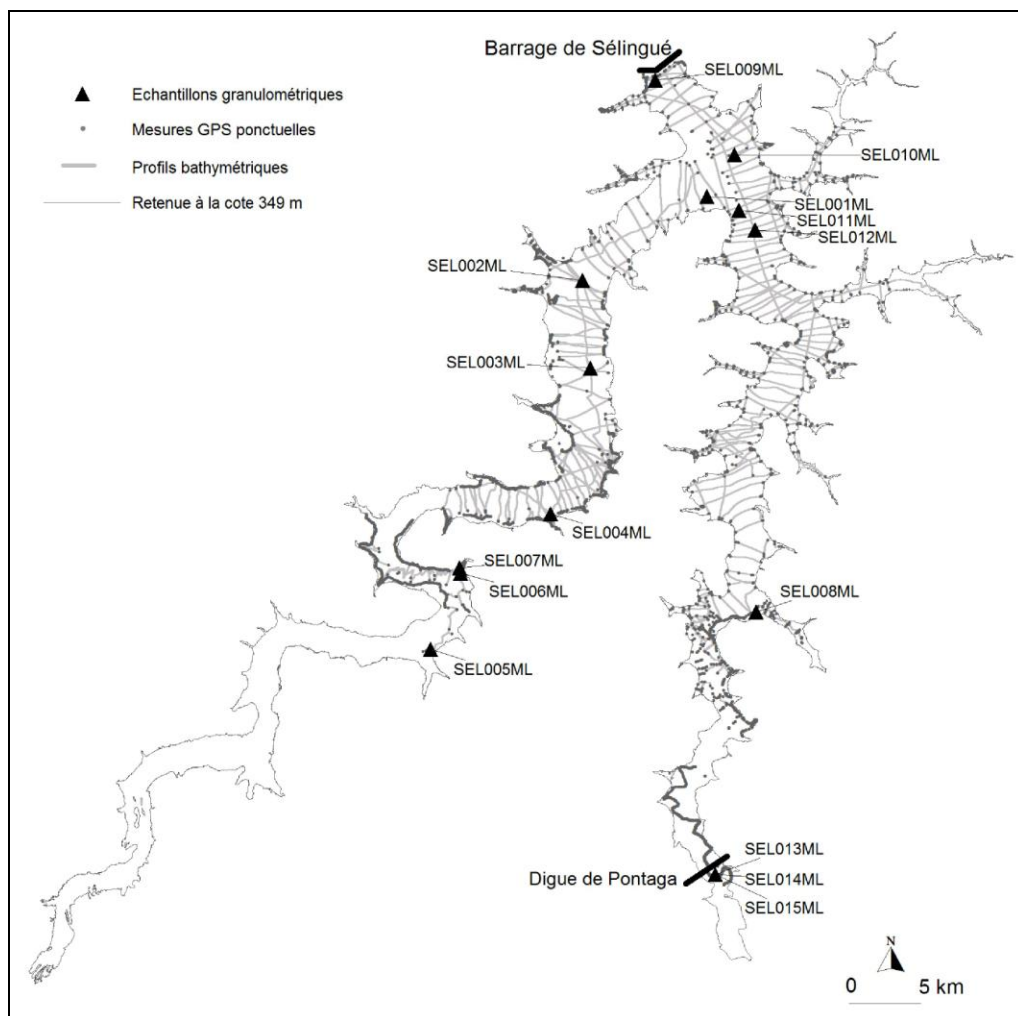 Barrage de Sélingué
SEL009ML
Echantillons granulométriques
Mesures GPS ponctuelles
Profils bathymétriques
Retenue à la cote 349 m
SEL010ML
SEL001ML
SEL011ML
SEL012ML
SEL002ML
SEL003ML
SEL004ML
SEL007ML
SEL006ML
SEL008ML
SEL005ML
SEL013ML
Digue de Pontaga
SEL014ML
SEL015ML
N
0 5 km